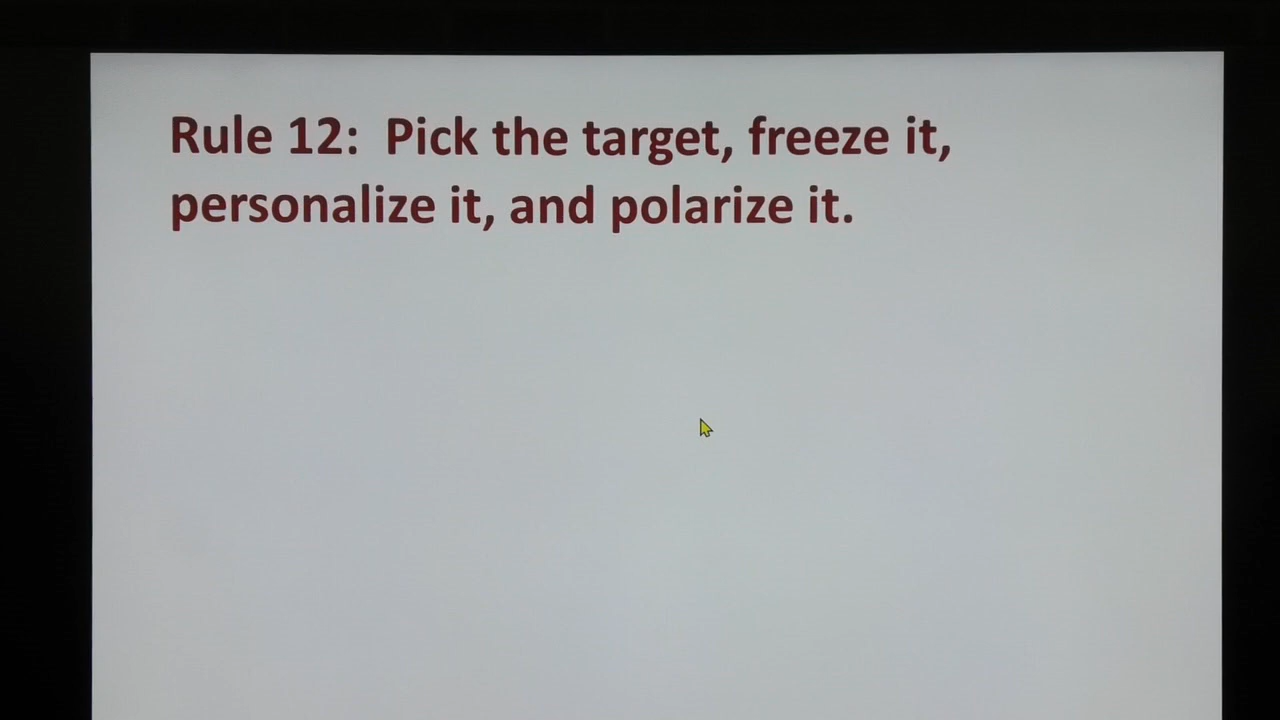 Rule 12:  Pick the target, freeze it,
personalize it, and polarize it.